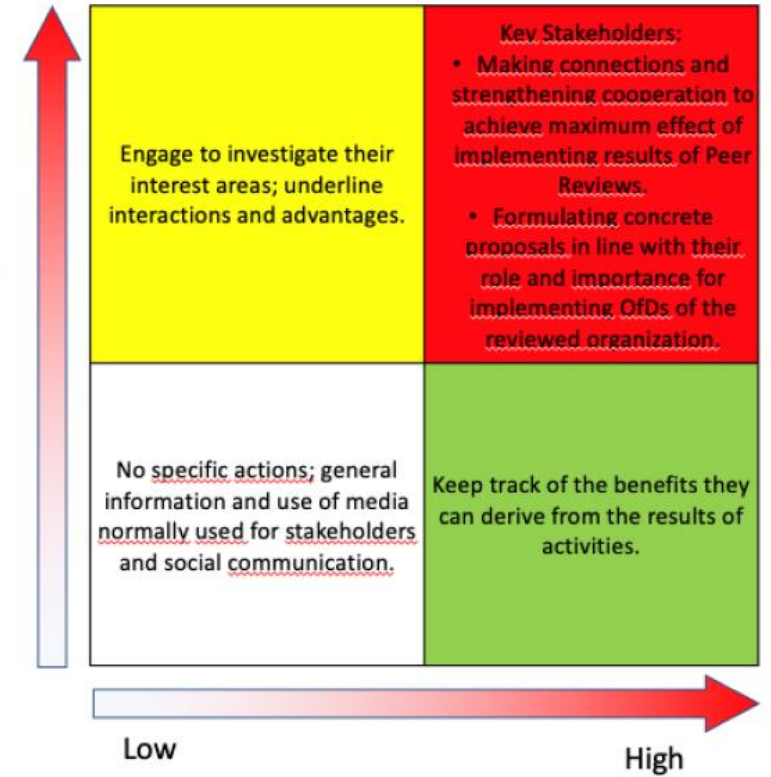 Engage to investigate their
interest areas; underline
interactions and advantages.
Key Stakeholders:
• Making connections and
strengthening cooperation to
achieve maximum effect of
implementing results of Peer
Reviews.
• Formulating concrete
proposals in line with their
role and importance for
implementing OfDs of the
reviewed organization.
No specific actions; general
information and use of media
normally used for stakeholders
and social communication.
Keep track of the benefits they
can derive from the results of
activities.
Low
High